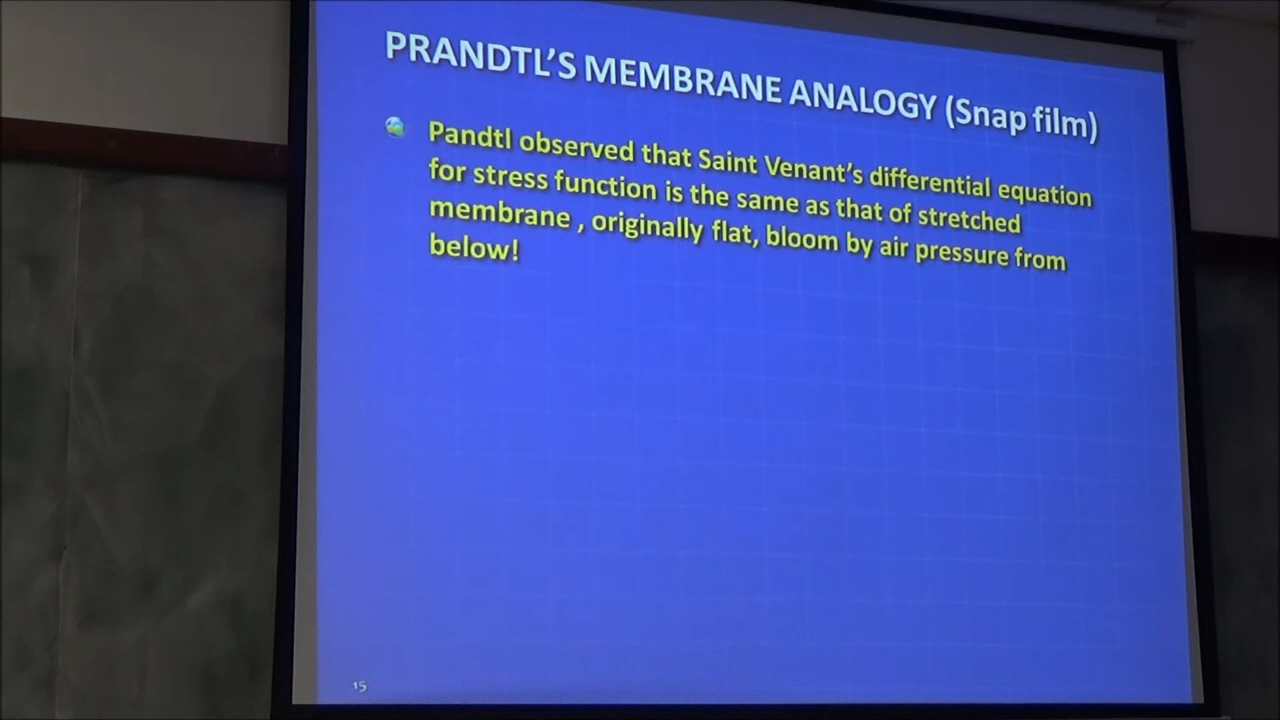 PRANDTL'S MEMBRANE ANALOGY (Snap film)
Pandtl observed that Saint Venant's differential equation
for stress function is the same as that of stretched
membrane , originally flat, bloom by air pressure from
below!
15